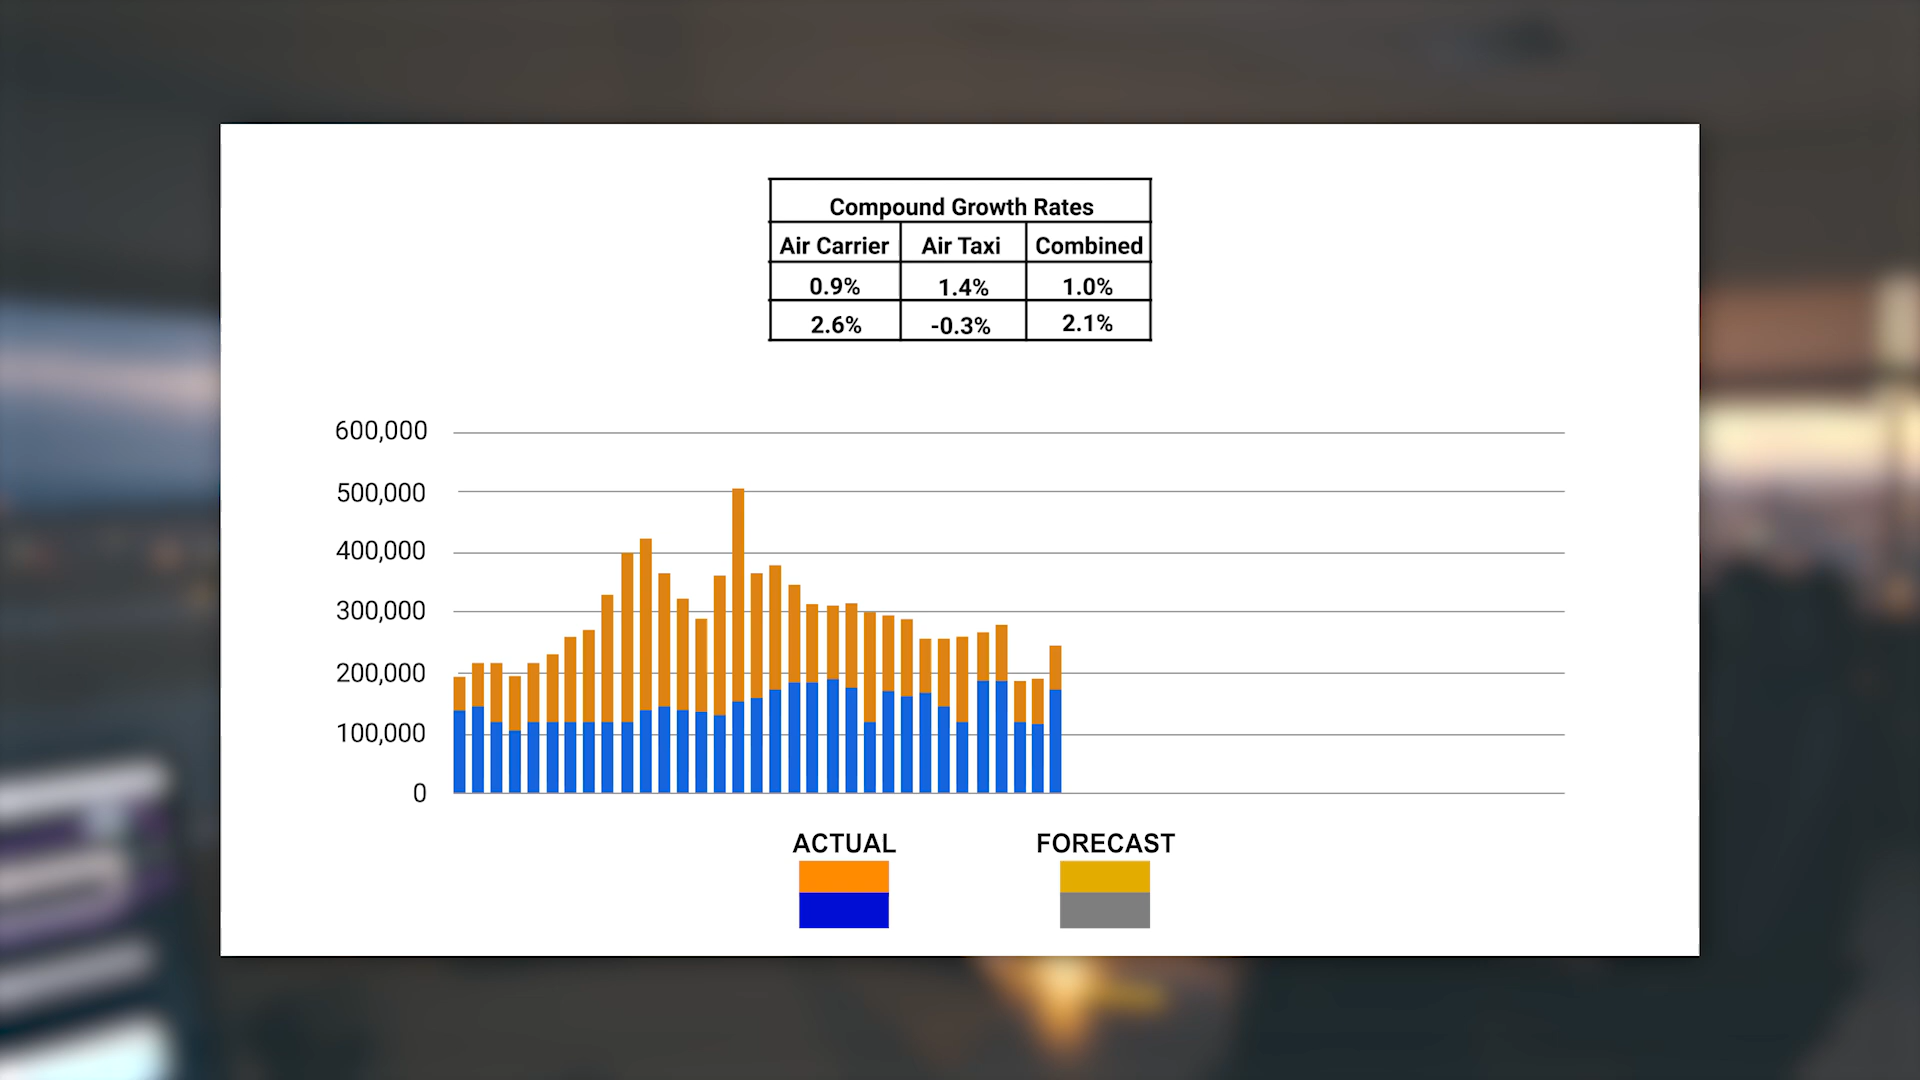 Compound Growth Rates
Air Carrier Air Taxi Combined
0.9% 1.4% 1.0%
2.6% -0.3% 2.1%
600,000
500,000
400,000
300,000
200,000
100,000
0
ACTUAL FORECAST